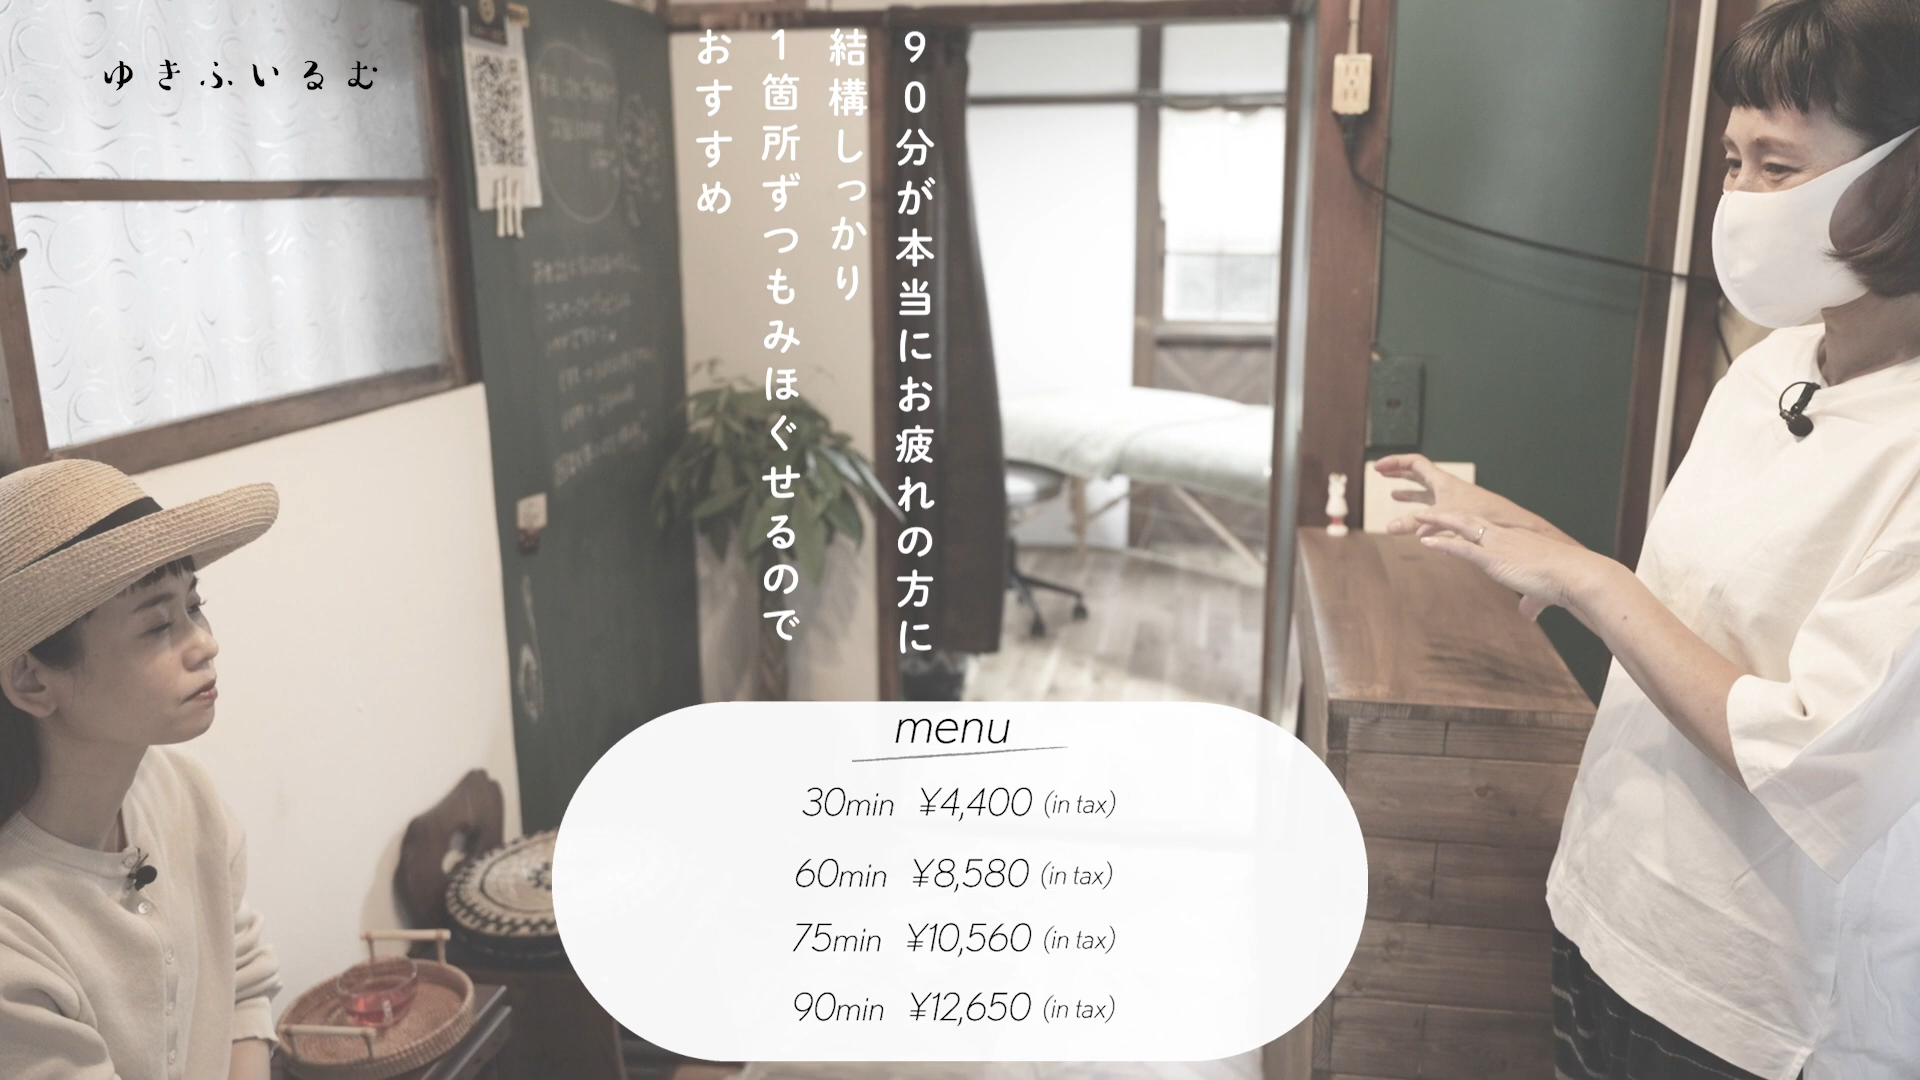 ゆきふいるむ
90分が本当にお疲れの方に
結構しっかり
1箇所ずつもみほぐせるので
おすすめ
menu
30min ¥4,400 (in tax)
60min ¥8,580 (in tax)
75min ¥10,560 (in tax)
90min ¥12,650 (in tax)